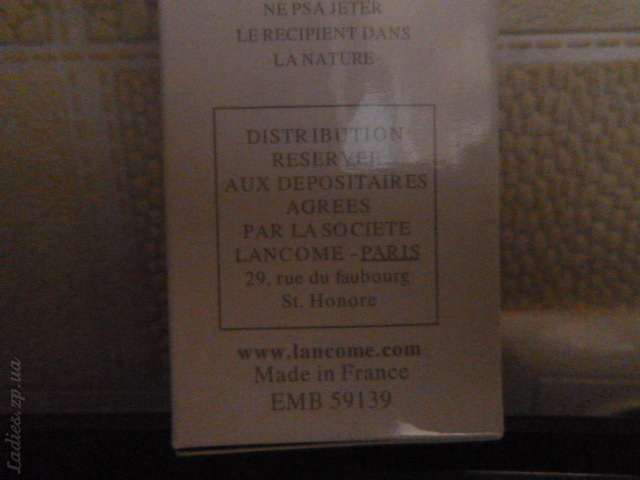 NE PSA JETER
LE RECIPIENT DANS
LA NATURE
DISTRIBUTION
RESERVEE
AUX DEPOSITAIRES
AGREES
PAR LA SOCIETE
LANCOME - PARIS
29, rue du faubourg
St. Honore
www.lancome.com
Made in France
EMB 59139
Ladies.zp.ua